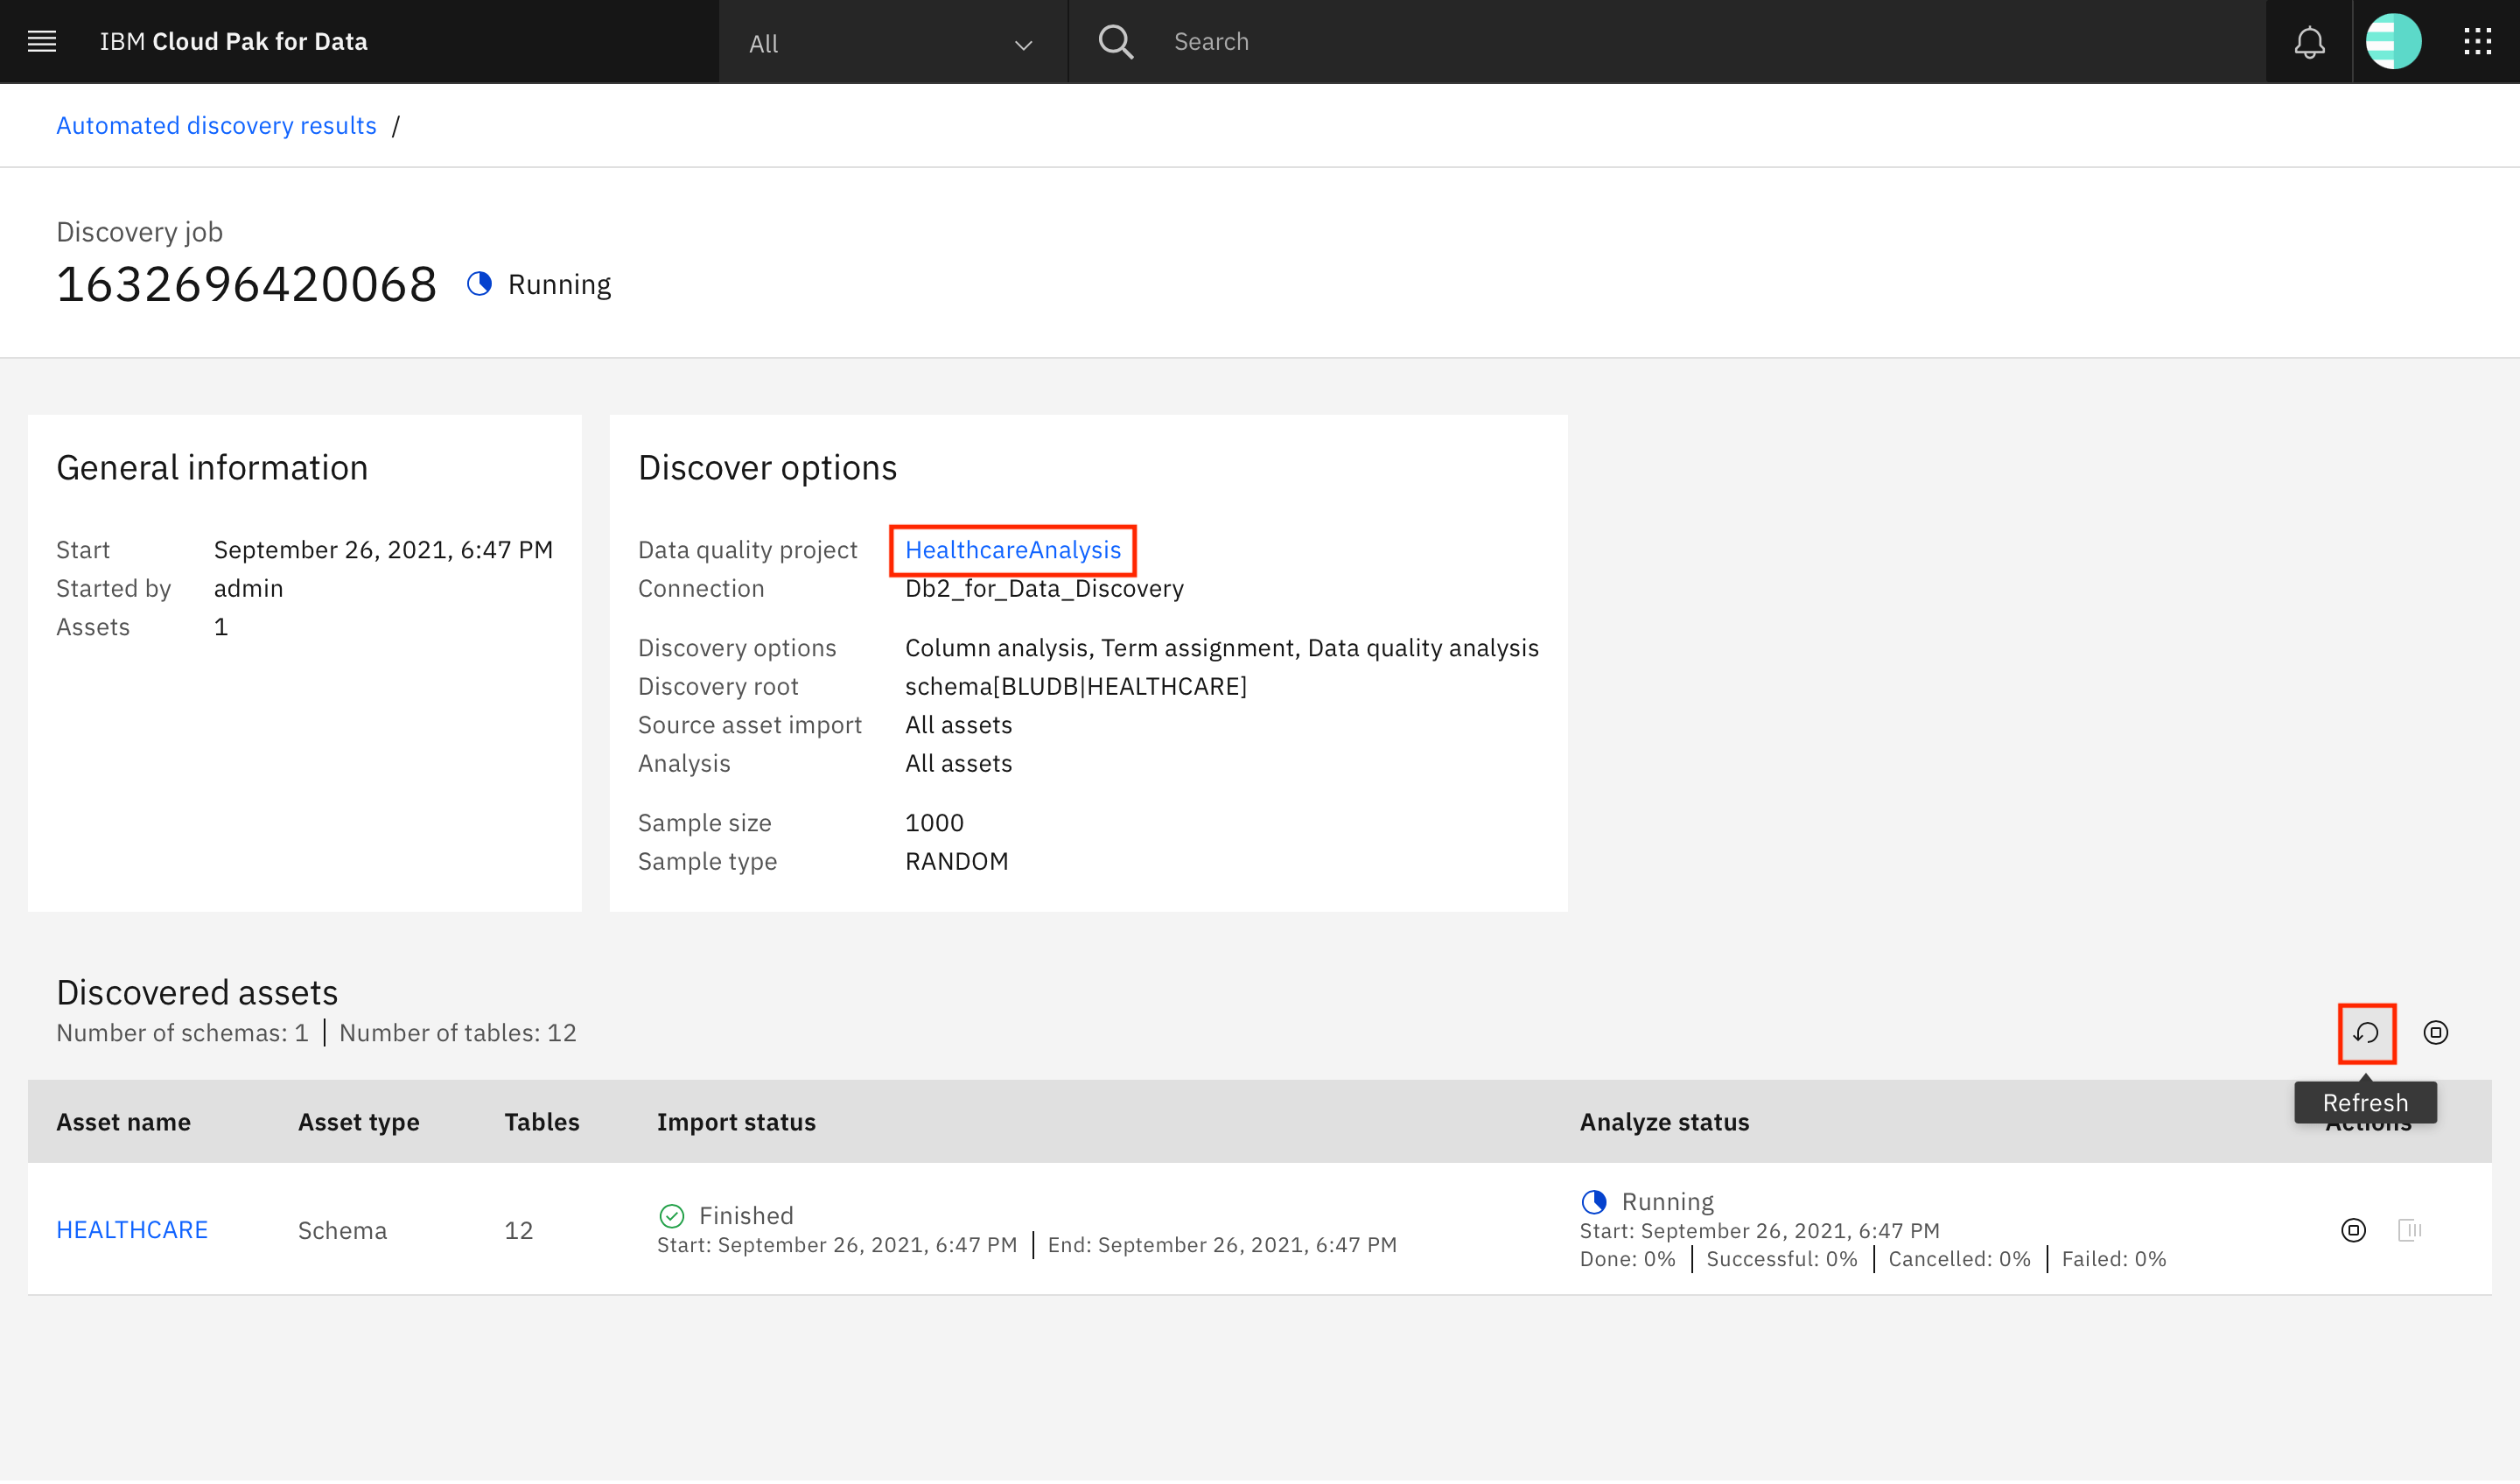 IBM Cloud Pak for Data
All
Search
Automated discovery results /
Discovery job
1632696420068
Running
General information
Start September 26, 2021, 6:47 PM
Started by admin
Assets 1
Discover options
Data quality project HealthcareAnalysis
Connection Db2_for_Data_Discovery
Discovery options Column analysis, Term assignment, Data quality analysis
Discovery root schema[BLUDB|HEALTHCARE]
Source asset import All assets
Analysis All assets
Sample size 1000
Sample type RANDOM
Discovered assets
Number of schemas: 1 | Number of tables: 12
Refresh
Asset name Asset type Tables Import status Analyze status Actions
HEALTHCARE Schema 12
Finished
Start: September 26, 2021, 6:47 PM | End: September 26, 2021, 6:47 PM
Running
Start: September 26, 2021, 6:47 PM
Done: 0% | Successful: 0% | Cancelled: 0% | Failed: 0%